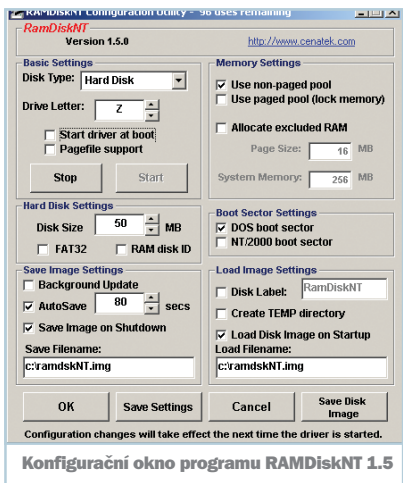 RAMDiskNT Configuration Utility - 96 uses remaining
RamDiskNT
Version 1.5.0
http://www.cenatek.com
Basic Settings
Disk Type:
Hard Disk
Drive Letter:
Z
Start driver at boot
Pagefile support
Stop
Start
Memory Settings
Use non-paged pool
Use paged pool (lock memory)
Allocate excluded RAM
Page Size:
16
MB
System Memory:
256
MB
Hard Disk Settings
Disk Size
50
MB
FAT32
RAM disk ID
Boot Sector Settings
DOS boot sector
NT/2000 boot sector
Save Image Settings
Background Update
AutoSave
80
secs
Save Image on Shutdown
Save Filename:
c:\ramdskNT.img
Load Image Settings
Disk Label:
RamDiskNT
Create TEMP directory
Load Disk Image on Startup
Load Filename:
c:\ramdskNT.img
OK
Save Settings
Cancel
Save Disk
Image
Configuration changes will take effect the next time the driver is started.
Konfigurační okno programu RAMDiskNT 1.5